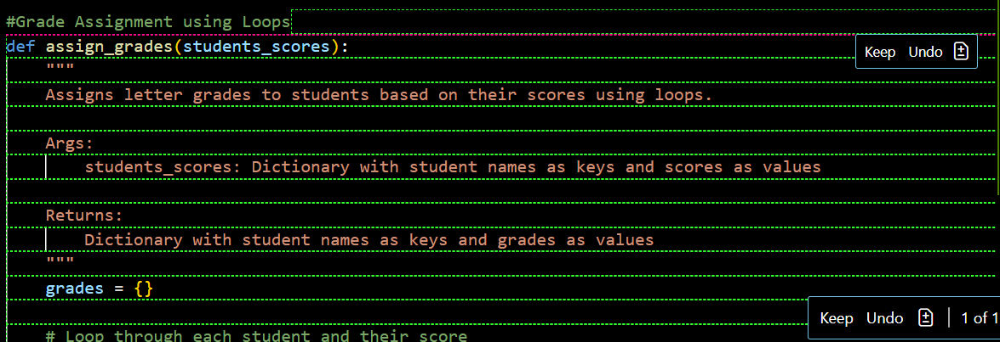 #Grade Assignment using Loops
def assign_grades(students_scores):
Keep Undo
"""
Assigns letter grades to students based on their scores using loops.
Args:
students_scores: Dictionary with student names as keys and scores as values
Returns:
Dictionary with student names as keys and grades as values
"""
grades = {}
Keep Undo 1 of 1
# Loop through each student and their score